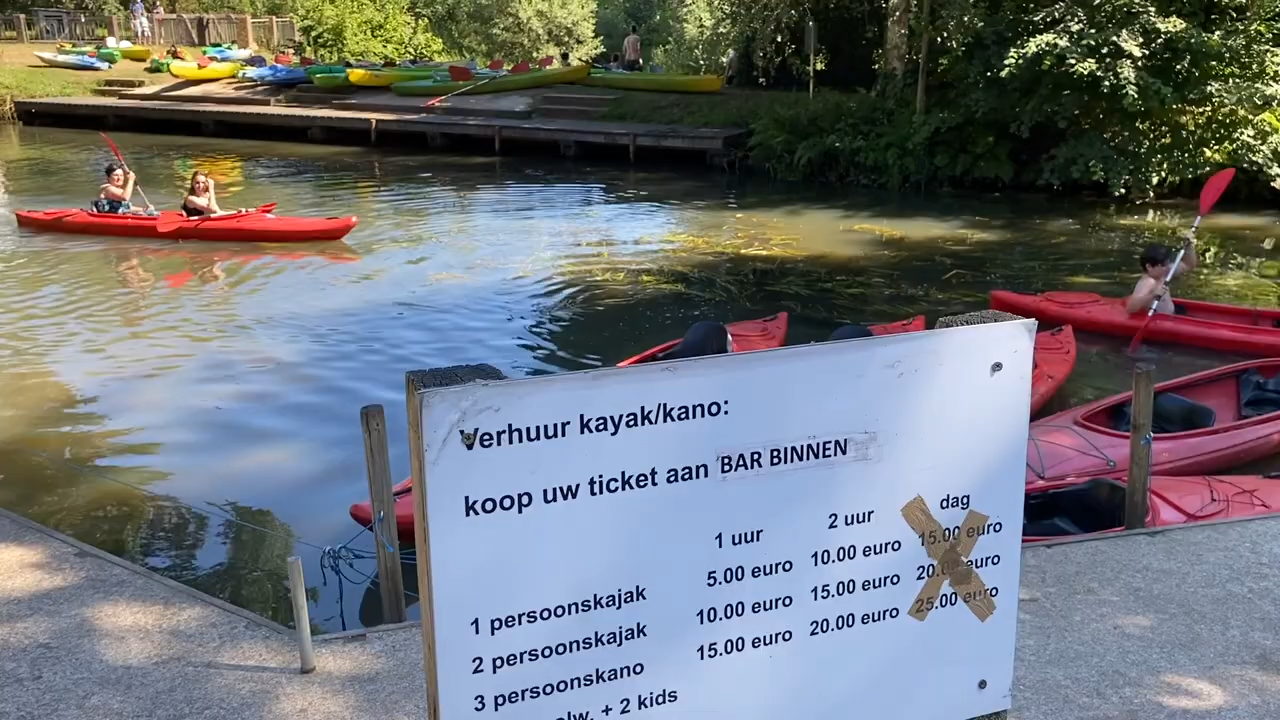 Verhuur kayak/kano:
koop uw ticket aan BAR BINNEN
1 uur 2 uur dag
1 persoonskajak 5.00 euro 10.00 euro 15.00 euro
2 persoonskajak 10.00 euro 15.00 euro 20.00 euro
3 persoonskano 15.00 euro 20.00 euro 25.00 euro
+ 2 kids